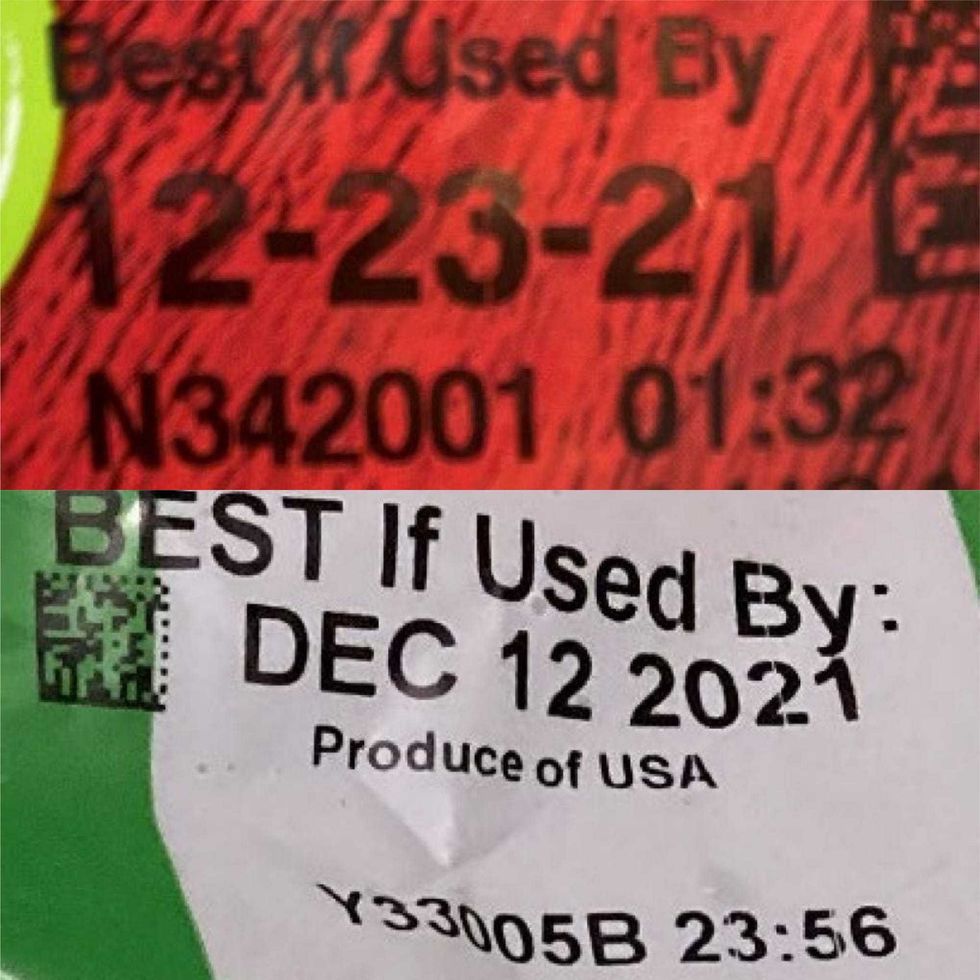 Best If Used By
12-23-21
N342001 01:32
BEST If Used By:
DEC 12 2021
Produce of USA
Y33005B 23:56